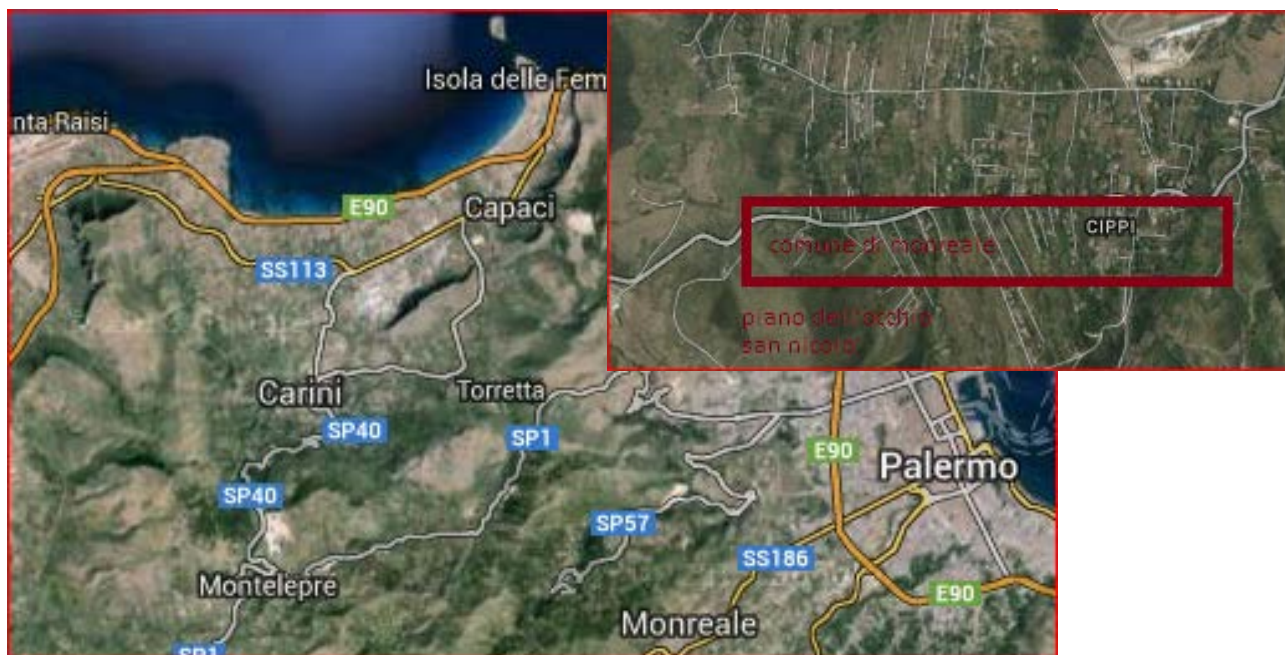 Isola delle Fem
nta Raisi
E90
Capaci
SS113
Carini
Torretta
SP40
SP1
E90
Palermo
SP40
SP57
SS186
Montelepre
E90
Monreale
SP1
CIPPI
comune di monreale
piano dell'occhio
san nicola